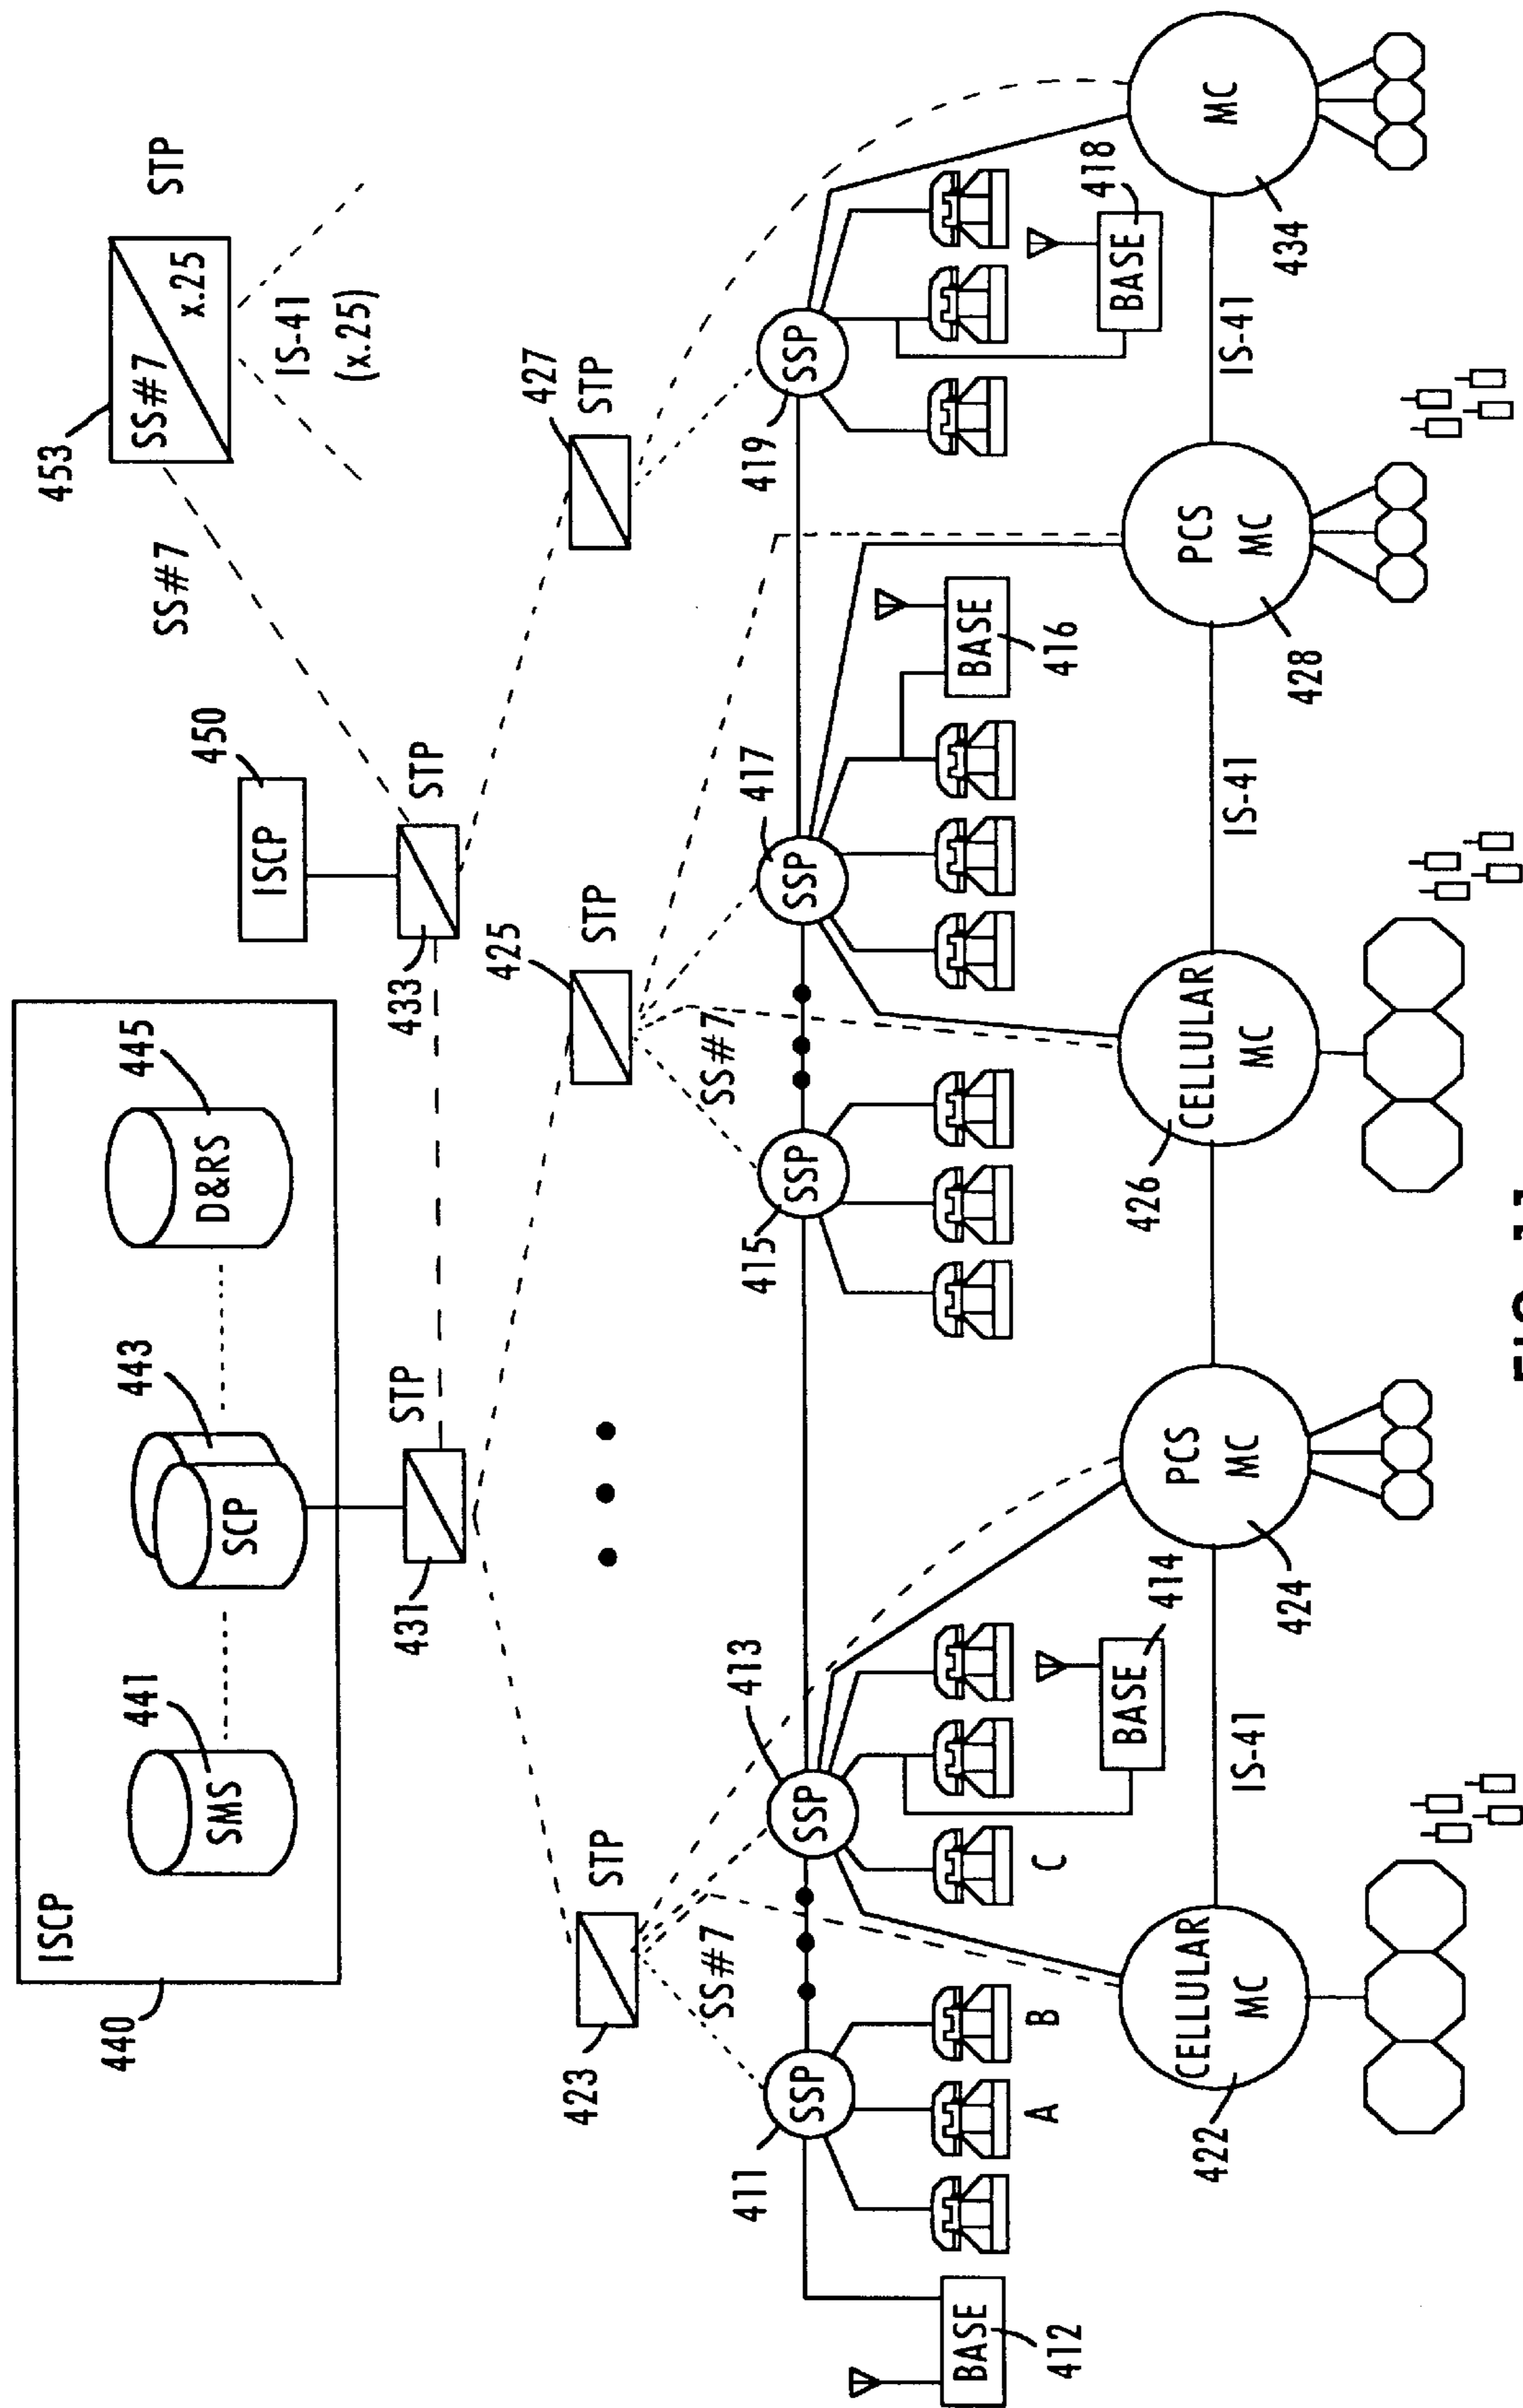 440
ISCP
441
SMS
443
SCP
445
D&RS
450
ISCP
453
SS#7
x.25
STP
SS#7
IS-41
(x.25)
431
STP
433
STP
423
STP
425
STP
427
STP
SS#7
SS#7
411
SSP
413
SSP
415
SSP
417
SSP
419
SSP
BASE
412
A
B
C
BASE
414
BASE
416
BASE
418
CELLULAR
MC
422
IS-41
PCS
MC
424
CELLULAR
MC
426
IS-41
PCS
MC
428
IS-41
MC
434